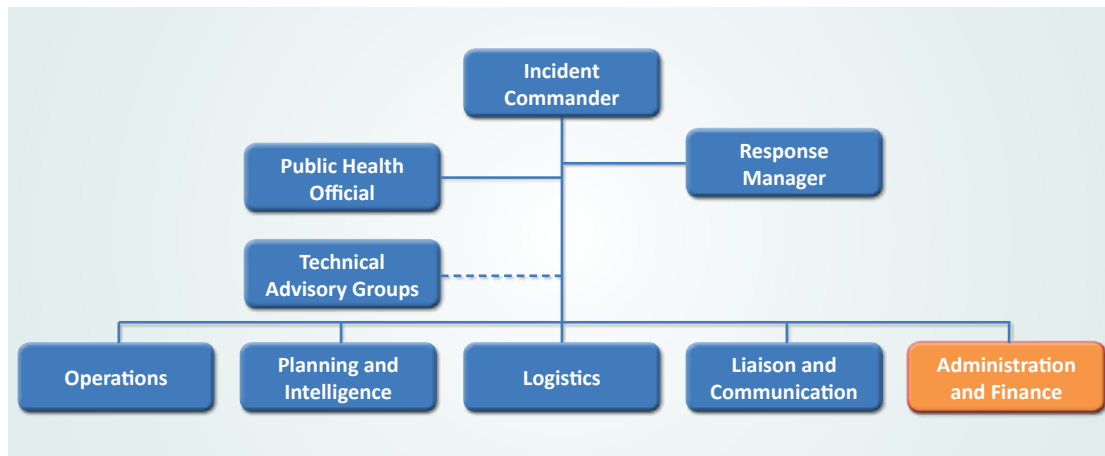 Incident
Commander
Public Health
Official
Response
Manager
Technical
Advisory Groups
Operations
Planning and
Intelligence
Logistics
Liaison and
Communication
Administration
and Finance